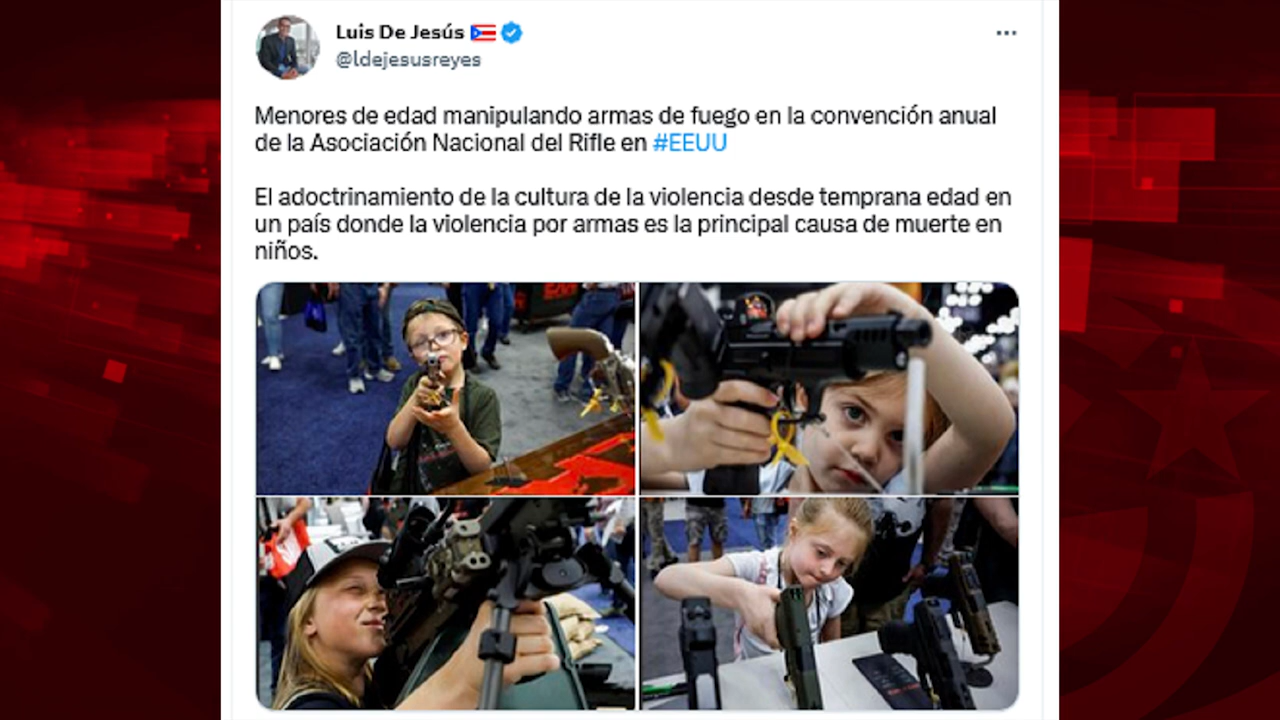 Luis De Jesús
@ldejesusreyes
Menores de edad manipulando armas de fuego en la convención anual
de la Asociación Nacional del Rifle en #EEUU
El adoctrinamiento de la cultura de la violencia desde temprana edad en
un país donde la violencia por armas es la principal causa de muerte en
niños.